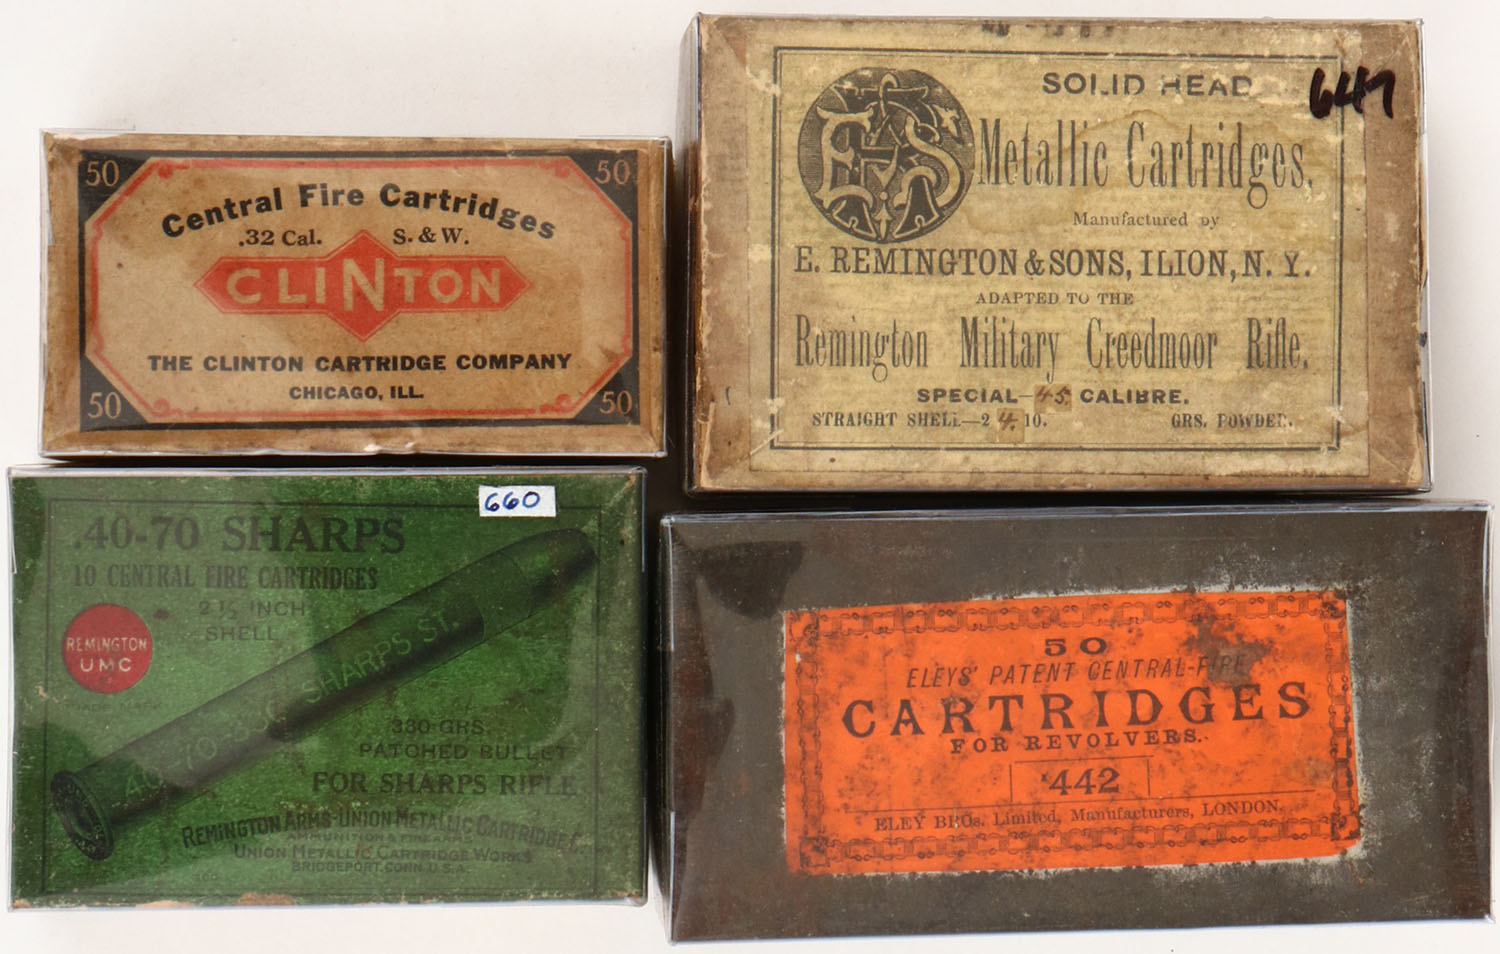 50 50
Central Fire Cartridges
.32 Cal. S. & W.
CLINTON
THE CLINTON CARTRIDGE COMPANY
CHICAGO, ILL.
50 50
SOLID HEAD
647
Metallic Cartridges,
Manufactured by
E. REMINGTON & SONS, ILION, N. Y.
ADAPTED TO THE
Remington Military Creedmoor Rifle.
SPECIAL-45. CALIBRE.
STRAIGHT SHELL—2 4. 10. GRS. POWDER.
660
.40-70 SHARPS
10 CENTRAL FIRE CARTRIDGES
INCH
SHELL
REMINGTON
UMC
TRADE MARK
SHARPS ST.
330 GRS.
PATCHED BULLET
FOR SHARPS RIFLE
REMINGTON ARMS-UNION METALLIC CARTRIDGE
UNION METALLIC CARTRIDGE WORKS
BRIDGEPORT, CONN. U.S.A.
50
ELEYS' PATENT CENTRAL-FIRE
CARTRIDGES
FOR REVOLVERS.
·442
ELEY BROS. Limited, Manufacturers, LONDON.